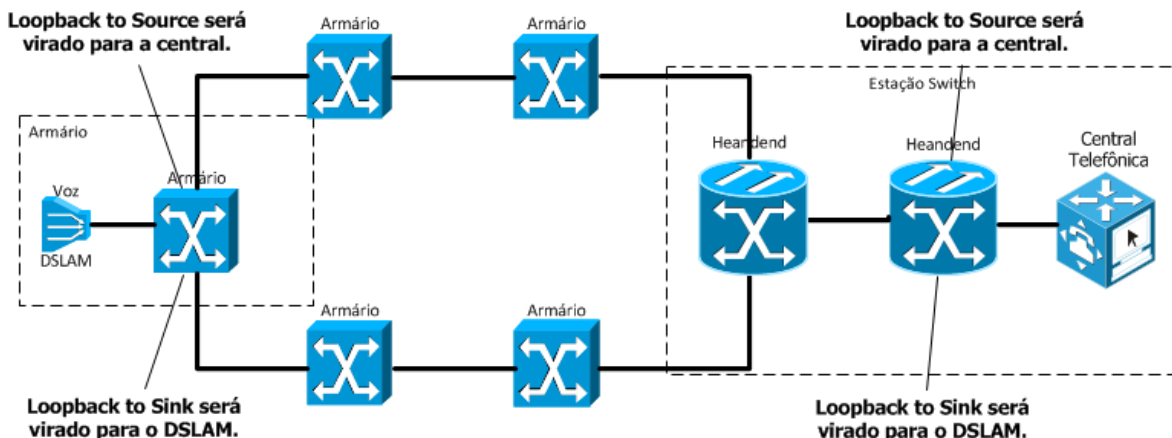 Loopback to Source será
virado para a central.
Armário
Armário
Loopback to Source será
virado para a central.
Estação Switch
Armário
Heandend
Heandend
Central
Telefônica
Voz
Armário
DSLAM
Armário
Armário
Loopback to Sink será
virado para o DSLAM.
Loopback to Sink será
virado para o DSLAM.